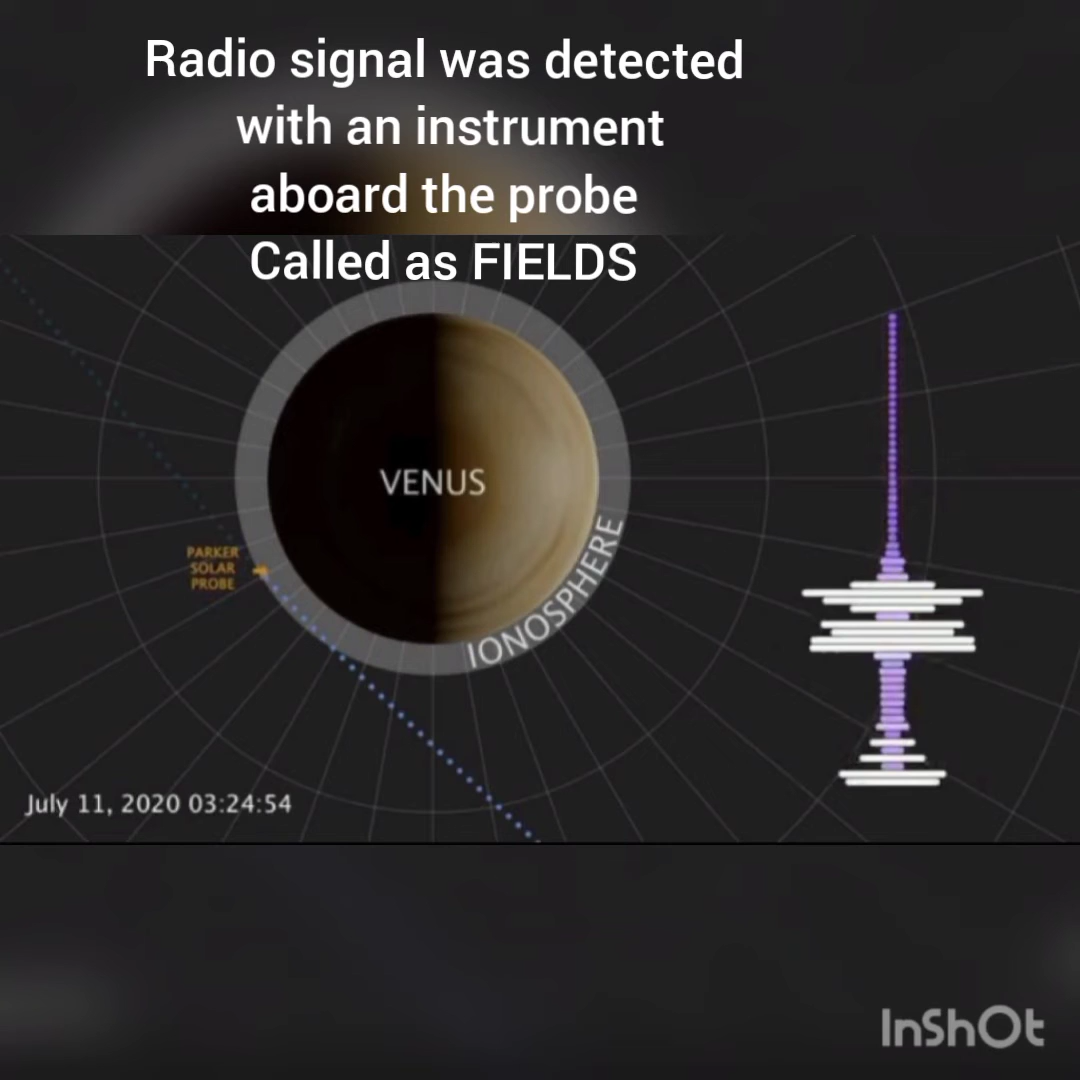 Radio signal was detected
with an instrument
aboard the probe
Called as FIELDS
VENUS
IONOSPHERE
PARKER
SOLAR
PROBE
July 11, 2020 03:24:54
InShOt